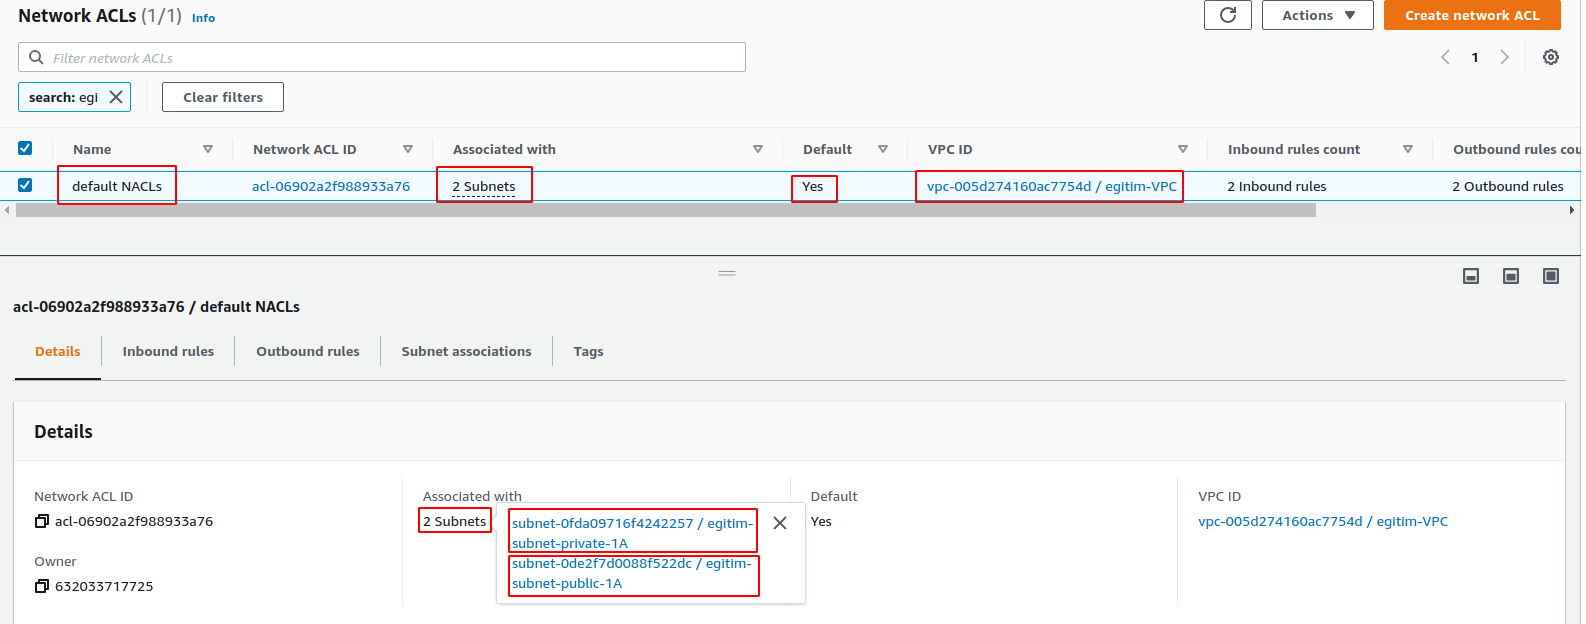 Network ACLs (1/1) Info
Actions
Create network ACL
Filter network ACLs
1
search: egi
Clear filters
Name Network ACL ID Associated with Default VPC ID Inbound rules count Outbound rules cou
default NACLs acl-06902a2f988933a76 2 Subnets Yes vpc-005d274160ac7754d / egitim-VPC 2 Inbound rules 2 Outbound rules
acl-06902a2f988933a76 / default NACLs
Details Inbound rules Outbound rules Subnet associations Tags
Details
Network ACL ID
acl-06902a2f988933a76
Owner
632033717725
Associated with
2 Subnets
subnet-0fda09716f4242257 / egitim-
subnet-private-1A
subnet-0de2f7d0088f522dc / egitim-
subnet-public-1A
Default
Yes
VPC ID
vpc-005d274160ac7754d / egitim-VPC